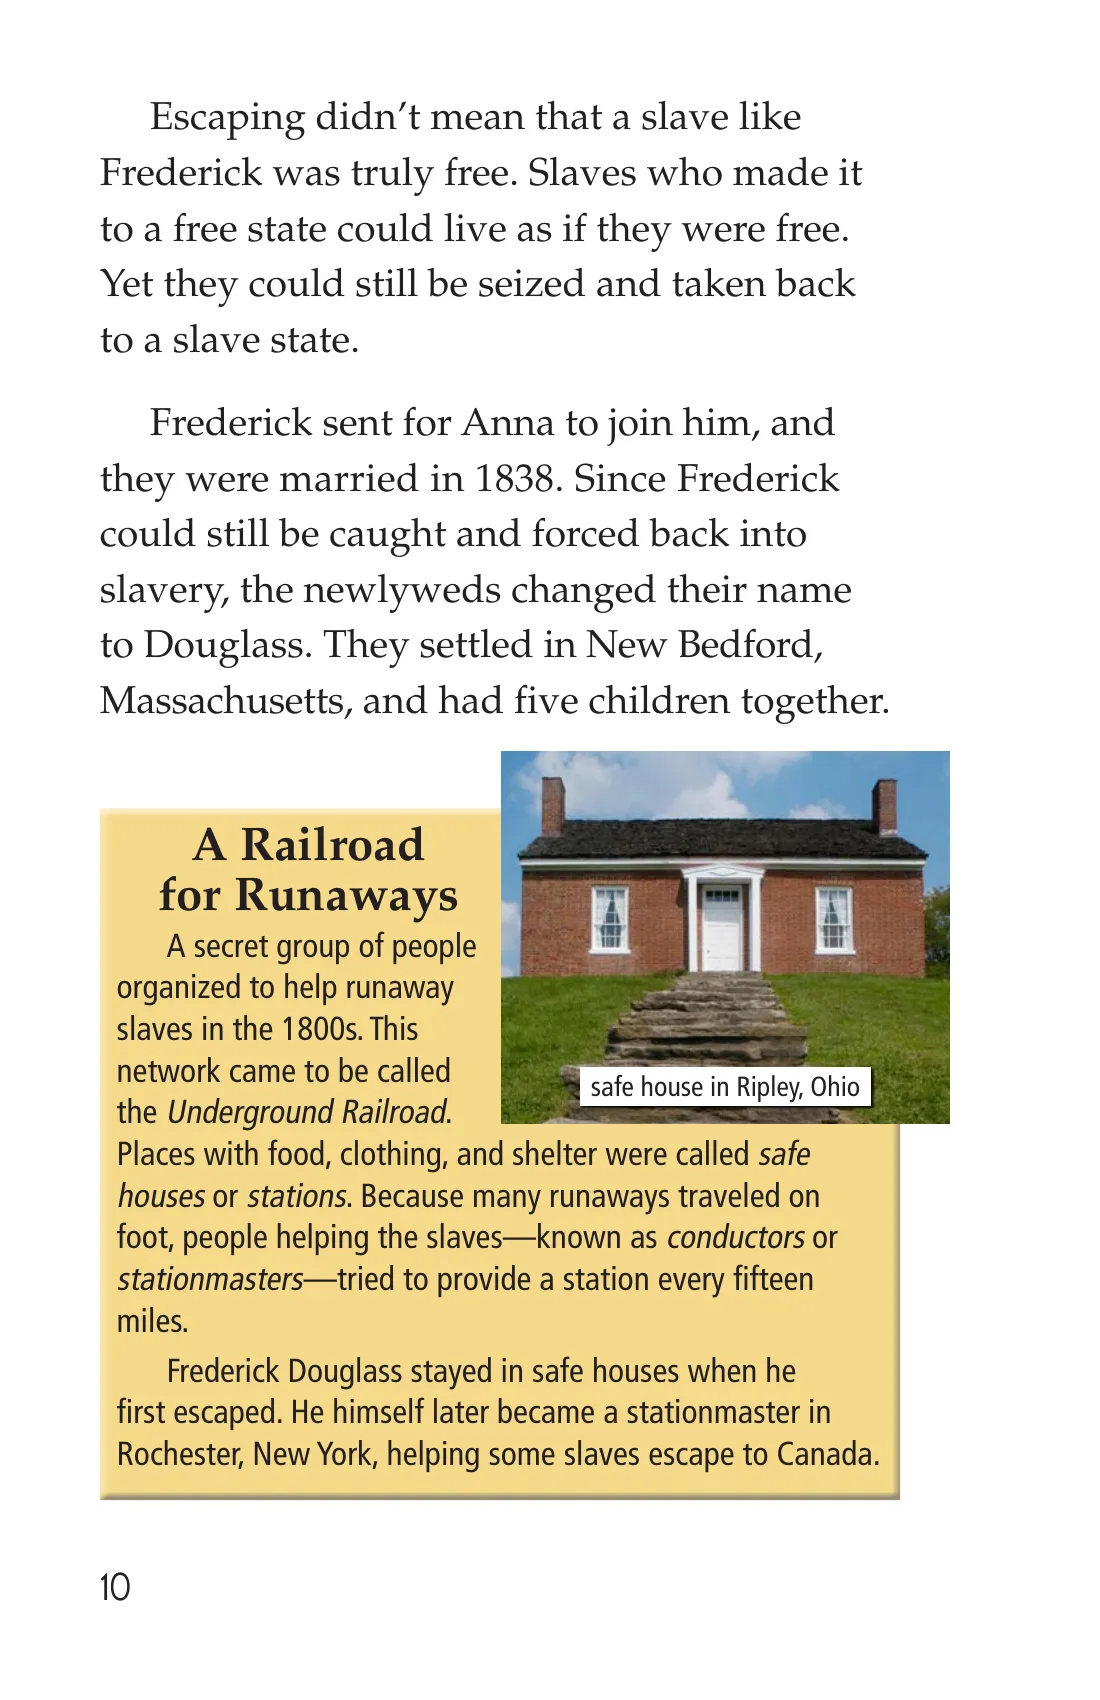 Escaping didn’t mean that a slave like
Frederick was truly free. Slaves who made it
to a free state could live as if they were free.
Yet they could still be seized and taken back
to a slave state.
Frederick sent for Anna to join him, and
they were married in 1838. Since Frederick
could still be caught and forced back into
slavery, the newlyweds changed their name
to Douglass. They settled in New Bedford,
Massachusetts, and had five children together.
A Railroad
for Runaways
A secret group of people
organized to help runaway
slaves in the 1800s. This
network came to be called
the Underground Railroad.
Places with food, clothing, and shelter were called safe
houses or stations. Because many runaways traveled on
foot, people helping the slaves—known as conductors or
stationmasters—tried to provide a station every fifteen
miles.
Frederick Douglass stayed in safe houses when he
first escaped. He himself later became a stationmaster in
Rochester, New York, helping some slaves escape to Canada.
safe house in Ripley, Ohio
10